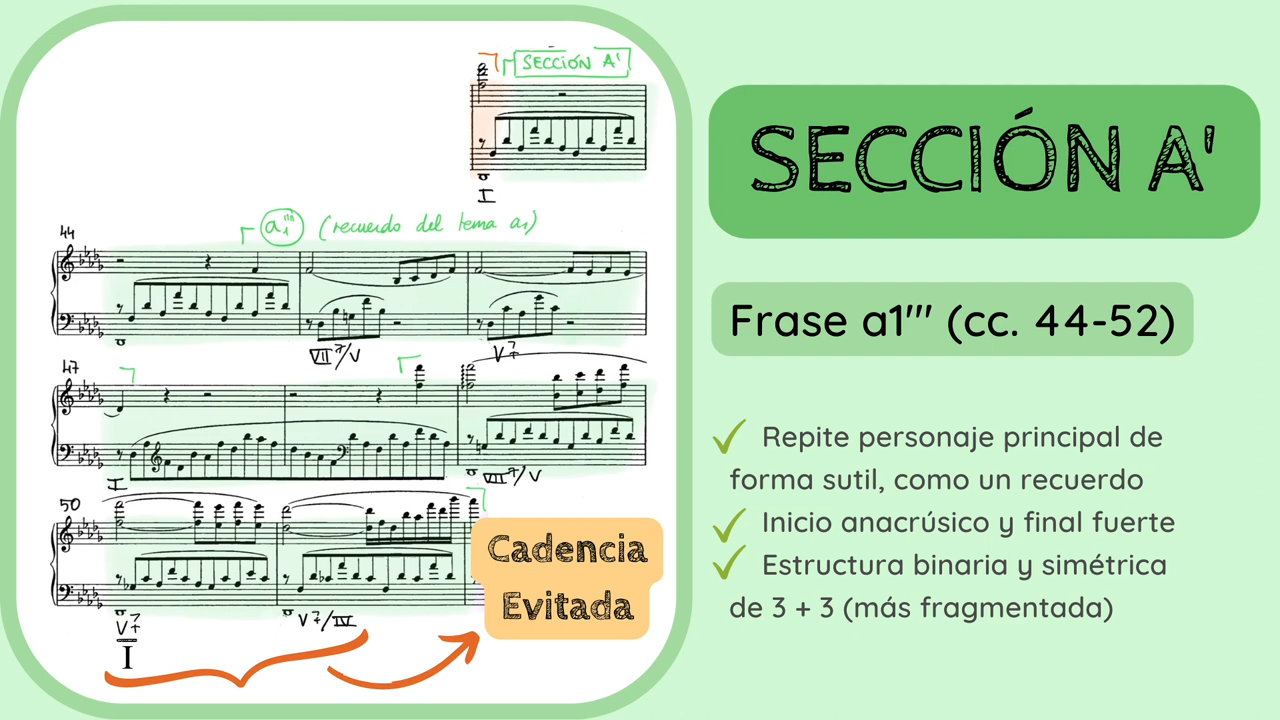 SECCIÓN A'
I
a1'''' (recuerdo del tema a1)
44
VII7/V
V7+
47
I
VII7/V
50
V7+
I
V7/IV
Cadencia
Evitada
SECCIÓN A'
Frase a1''' (cc. 44-52)
✓ Repite personaje principal de
forma sutil, como un recuerdo
✓ Inicio anacrúsico y final fuerte
✓ Estructura binaria y simétrica
de 3 + 3 (más fragmentada)